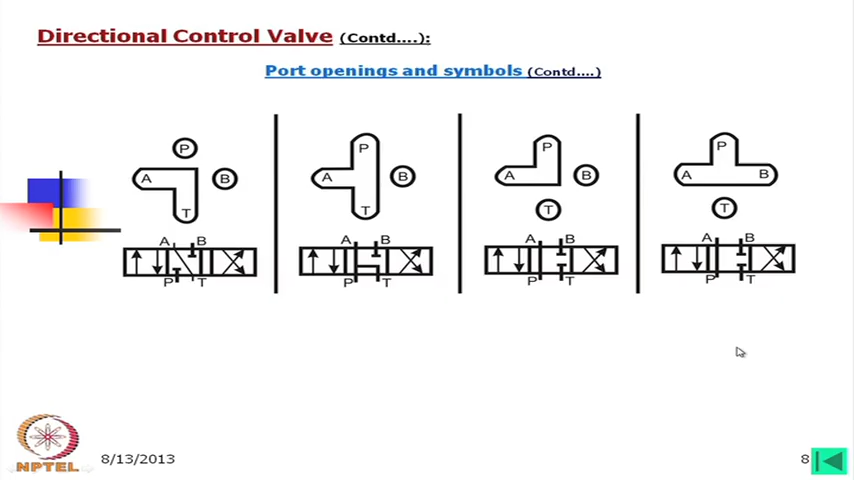 Directional Control Valve (Contd....):
Port openings and symbols (Contd....)
P
A B
T
A B
P T
P
A B
T
A B
P T
P
A B
T
A B
P T
P
A B
T
A B
P T
NPTEL
8/13/2013
8